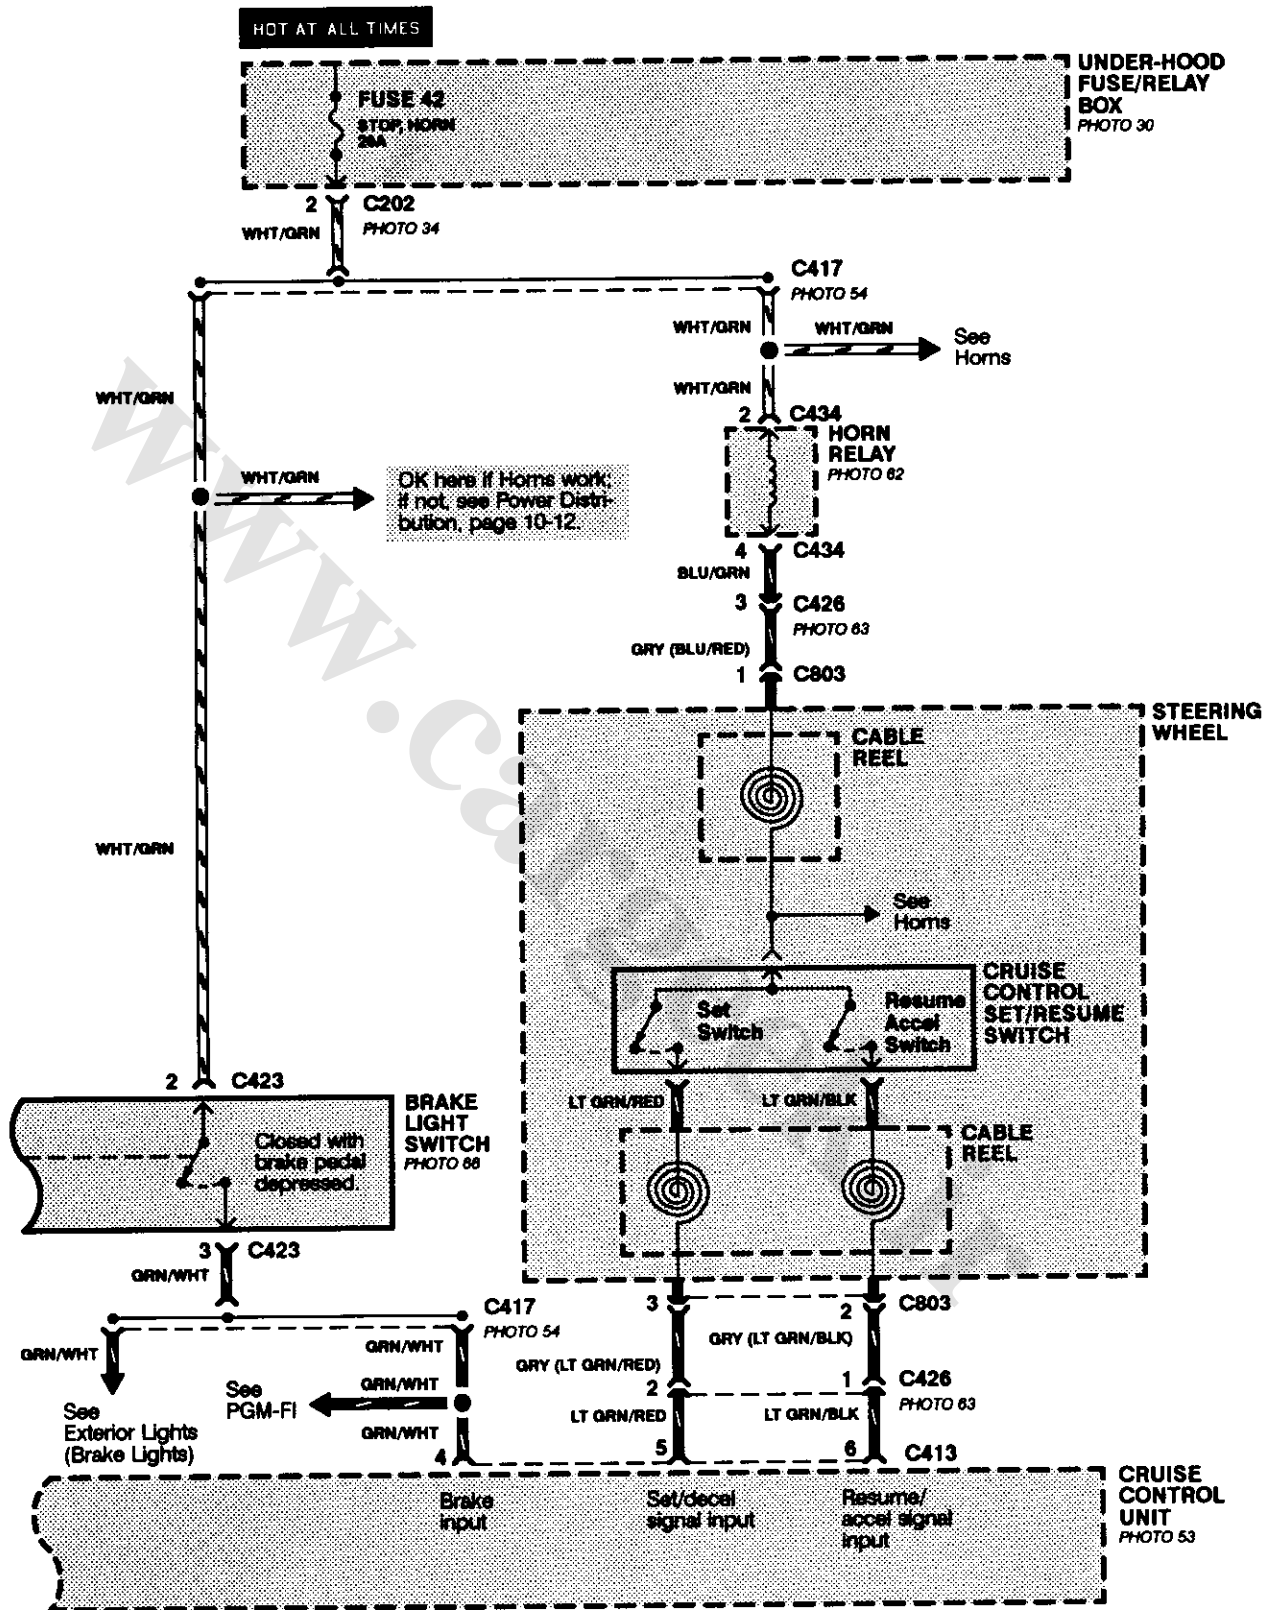 HOT AT ALL TIMES
UNDER-HOOD
FUSE/RELAY
BOX
PHOTO 30
FUSE 42
STOP, HORN
20A
2 C202
WHT/GRN PHOTO 34
C417
PHOTO 54
WHT/GRN WHT/GRN
See
Horns
WHT/GRN
WHT/GRN
2 C434
HORN
RELAY
PHOTO 62
WHT/GRN
OK here if Horns work;
if not, see Power Distri-
bution, page 10-12.
4 C434
BLU/GRN
3 C426
PHOTO 63
GRY (BLU/RED)
1 C803
STEERING
WHEEL
CABLE
REEL
WHT/GRN
See
Horns
CRUISE
CONTROL
SET/RESUME
SWITCH
Set
Switch
Resume
Accel
Switch
2 C423
LT GRN/RED LT GRN/BLK
BRAKE
LIGHT
SWITCH
PHOTO 66
Closed with
brake pedal
depressed.
CABLE
REEL
3 C423
GRN/WHT
3 2 C803
C417
PHOTO 54
GRN/WHT GRN/WHT
GRY (LT GRN/BLK)
GRY (LT GRN/RED)
2 1 C426
PHOTO 63
See
PGM-FI
GRN/WHT
See
Exterior Lights
(Brake Lights)
GRN/WHT
LT GRN/RED LT GRN/BLK
4 5 6 C413
CRUISE
CONTROL
UNIT
PHOTO 53
Brake
input
Set/decel
signal input
Resume/
accel signal
input